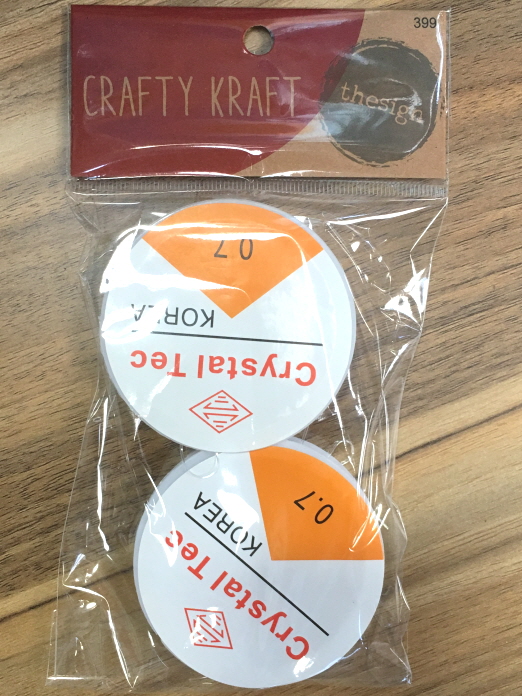 399
CRAFTY KRAFT
thesign
0.7
KOREA
Crystal Tec
0.7
KOREA
Crystal Tec